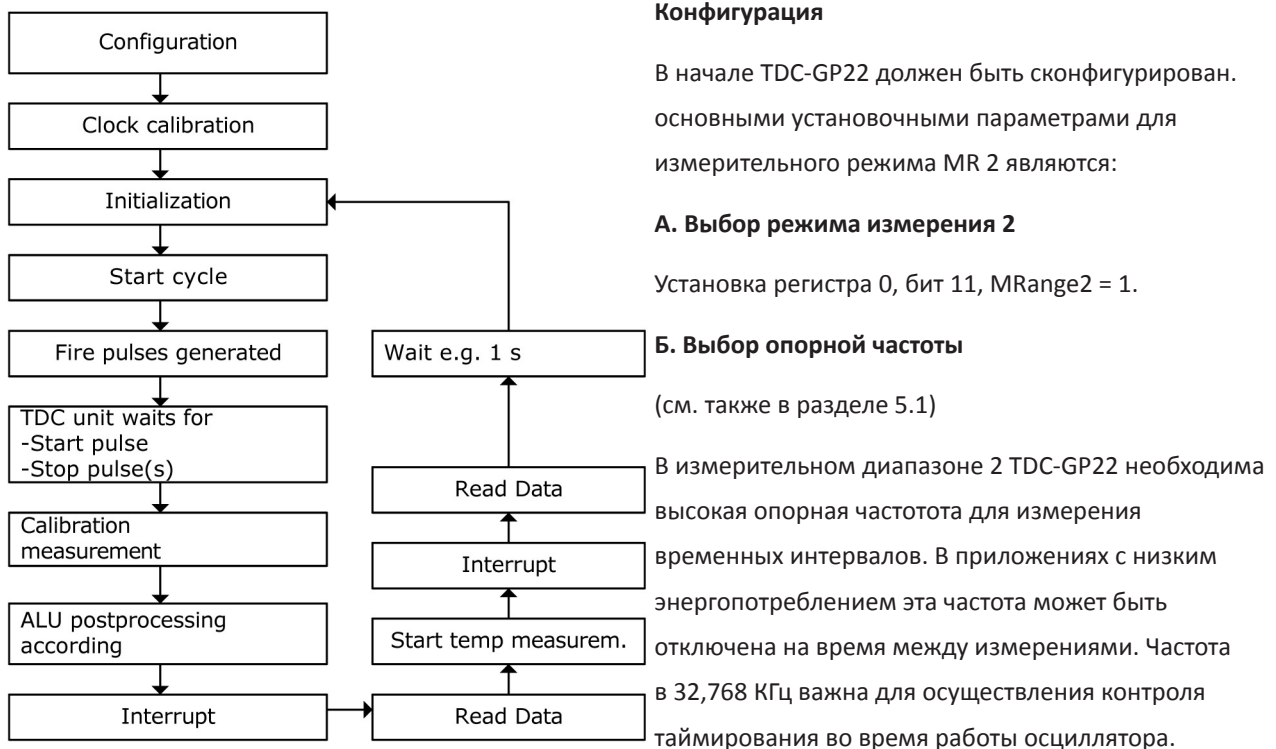 Configuration
Clock calibration
Initialization
Start cycle
Fire pulses generated
TDC unit waits for
-Start pulse
-Stop pulse(s)
Calibration
measurement
ALU postprocessing
according
Interrupt
Read Data
Start temp measurem.
Interrupt
Read Data
Wait e.g. 1 s
Конфигурация
В начале TDC-GP22 должен быть сконфигурирован.
основными установочными параметрами для
измерительного режима MR 2 являются:
А. Выбор режима измерения 2
Установка регистра 0, бит 11, MRange2 = 1.
Б. Выбор опорной частоты
(см. также в разделе 5.1)
В измерительном диапазоне 2 TDC-GP22 необходима
высокая опорная частотота для измерения
временных интервалов. В приложениях с низким
энергопотреблением эта частота может быть
отключена на время между измерениями. Частота
в 32,768 КГц важна для осуществления контроля
таймирования во время работы осциллятора.